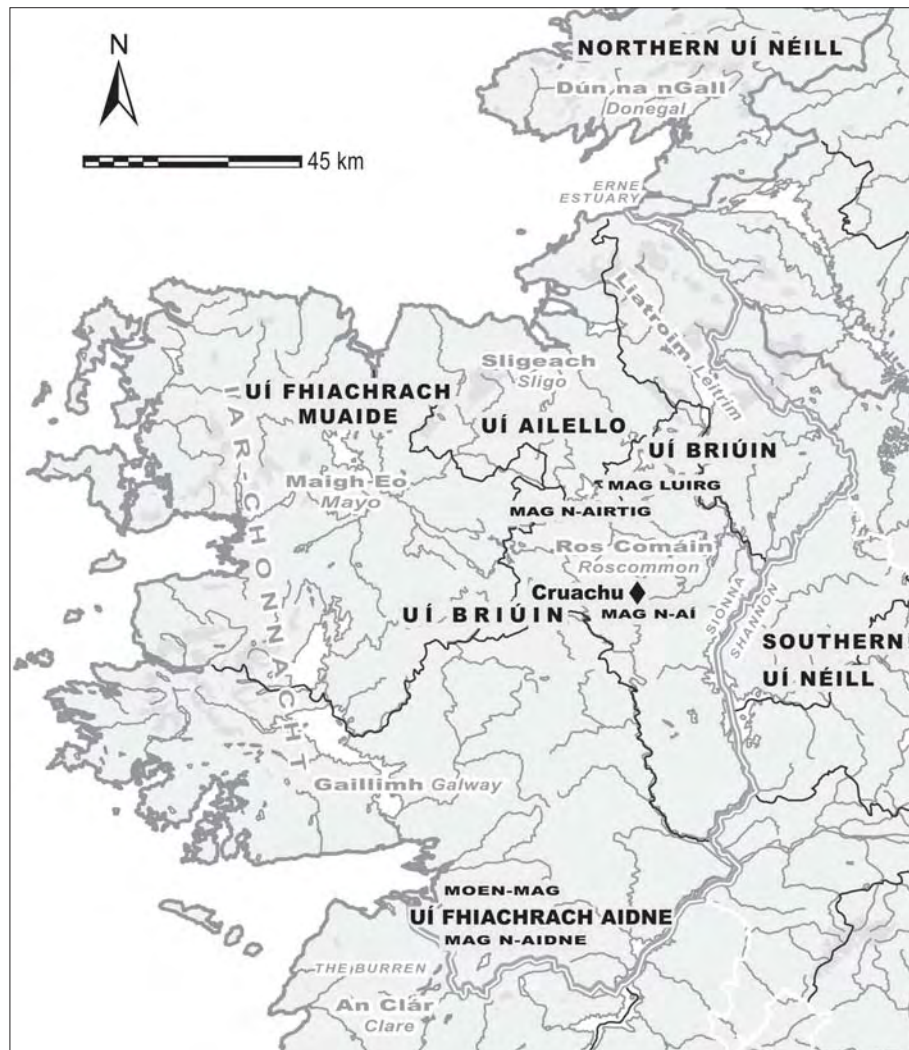 NORTHERN UÍ NÉILL
N
Dún na nGall
Donegal
45 km
ERNE
ESTUARY
Liatroim Leitrim
Sligeach
Sligo
UÍ FHIACHRACH
MUAIDE
UÍ AILELLO
UÍ BRIÚIN
IAR-CHONNACHT
Maigh Eo
Mayo
MAG LUIRG
MAG N-AIRTIG
Ros Comáin
Roscommon
Cruachu
MAG N-AÍ
UÍ BRIÚIN
SIONNA
SHANNON
SOUTHERN
UÍ NÉILL
Gaillimh Galway
MOEN-MAG
UÍ FHIACHRACH AIDNE
MAG N-AIDNE
THE BURREN
An Clár
Clare